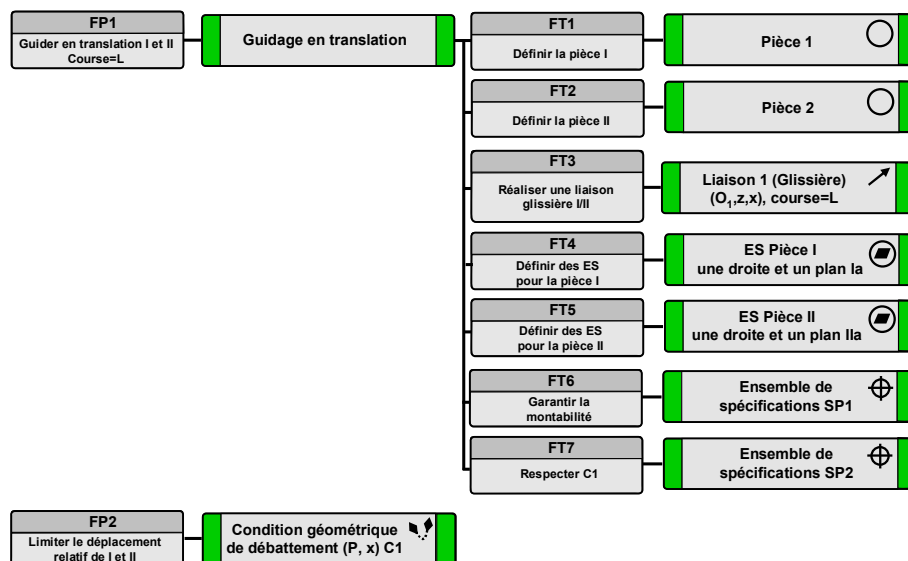 FP1
Guider en translation I et II
Course=L
Guidage en translation
FT1
Définir la pièce I
Pièce 1
FT2
Définir la pièce II
Pièce 2
FT3
Réaliser une liaison
glissière I/II
Liaison 1 (Glissière)
(O1,z,x), course=L
FT4
Définir des ES
pour la pièce I
ES Pièce I
une droite et un plan Ia
FT5
Définir des ES
pour la pièce II
ES Pièce II
une droite et un plan IIa
FT6
Garantir la
montabilité
Ensemble de
spécifications SP1
FT7
Respecter C1
Ensemble de
spécifications SP2
FP2
Limiter le déplacement
relatif de I et II
Condition géométrique
de débattement (P, x) C1